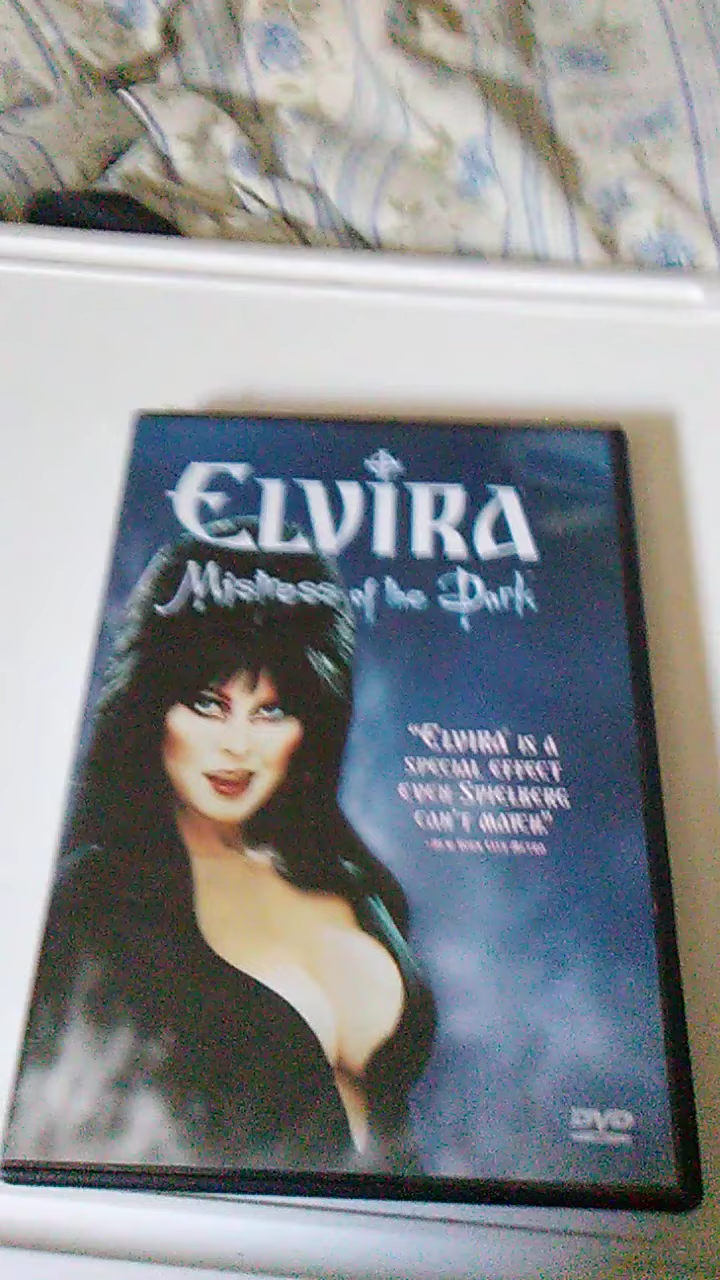 ELVIRA
Mistress of the Dark
"ELVIRA IS A
SPECIAL EFFECT
EVEN SPIELBERG
CAN'T MATCH"
DVD